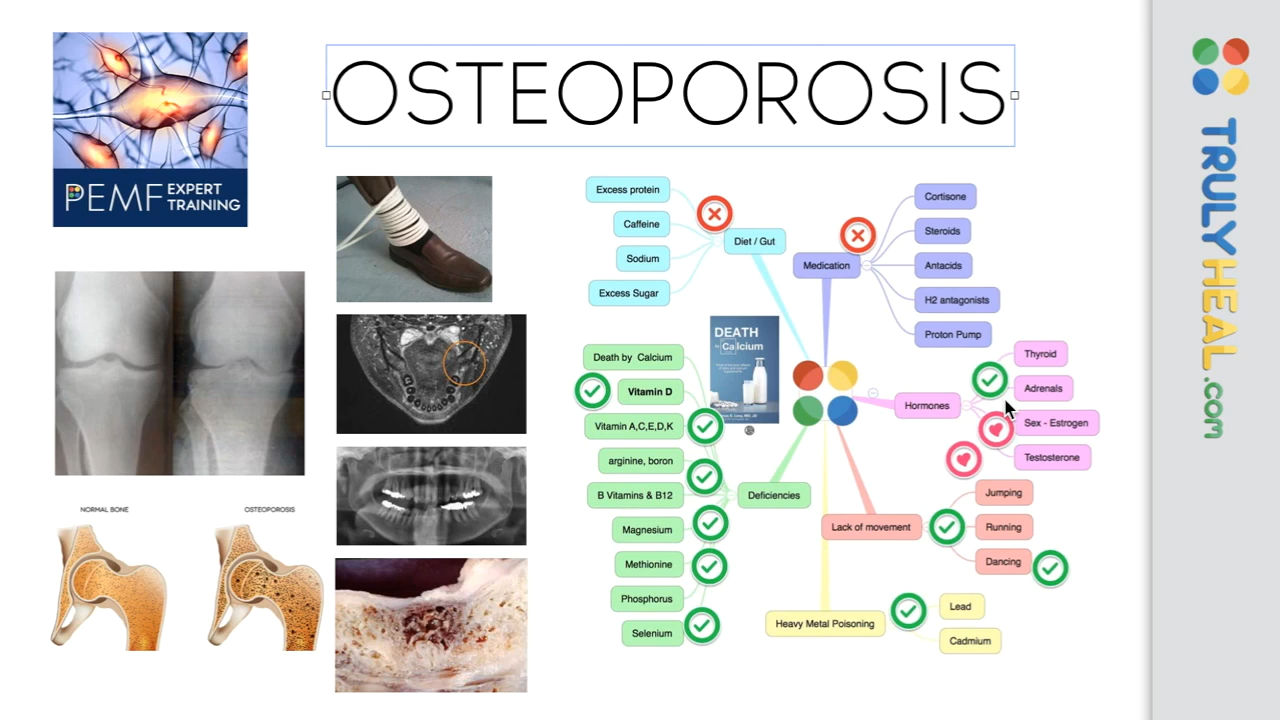 OSTEOPOROSIS
PEMF EXPERT TRAINING
NORMAL BONE
OSTEOPOROSIS
Excess protein
Caffeine
Sodium
Excess Sugar
Diet / Gut
Medication
Cortisone
Steroids
Antacids
H2 antagonists
Proton Pump
DEATH
by Calcium
Death by Calcium
Vitamin D
Vitamin A,C,E,D,K
arginine, boron
B Vitamins & B12
Magnesium
Methionine
Phosphorus
Selenium
Deficiencies
Hormones
Thyroid
Adrenals
Sex - Estrogen
Testosterone
Lack of movement
Jumping
Running
Dancing
Heavy Metal Poisoning
Lead
Cadmium
TRULYHEAL.com